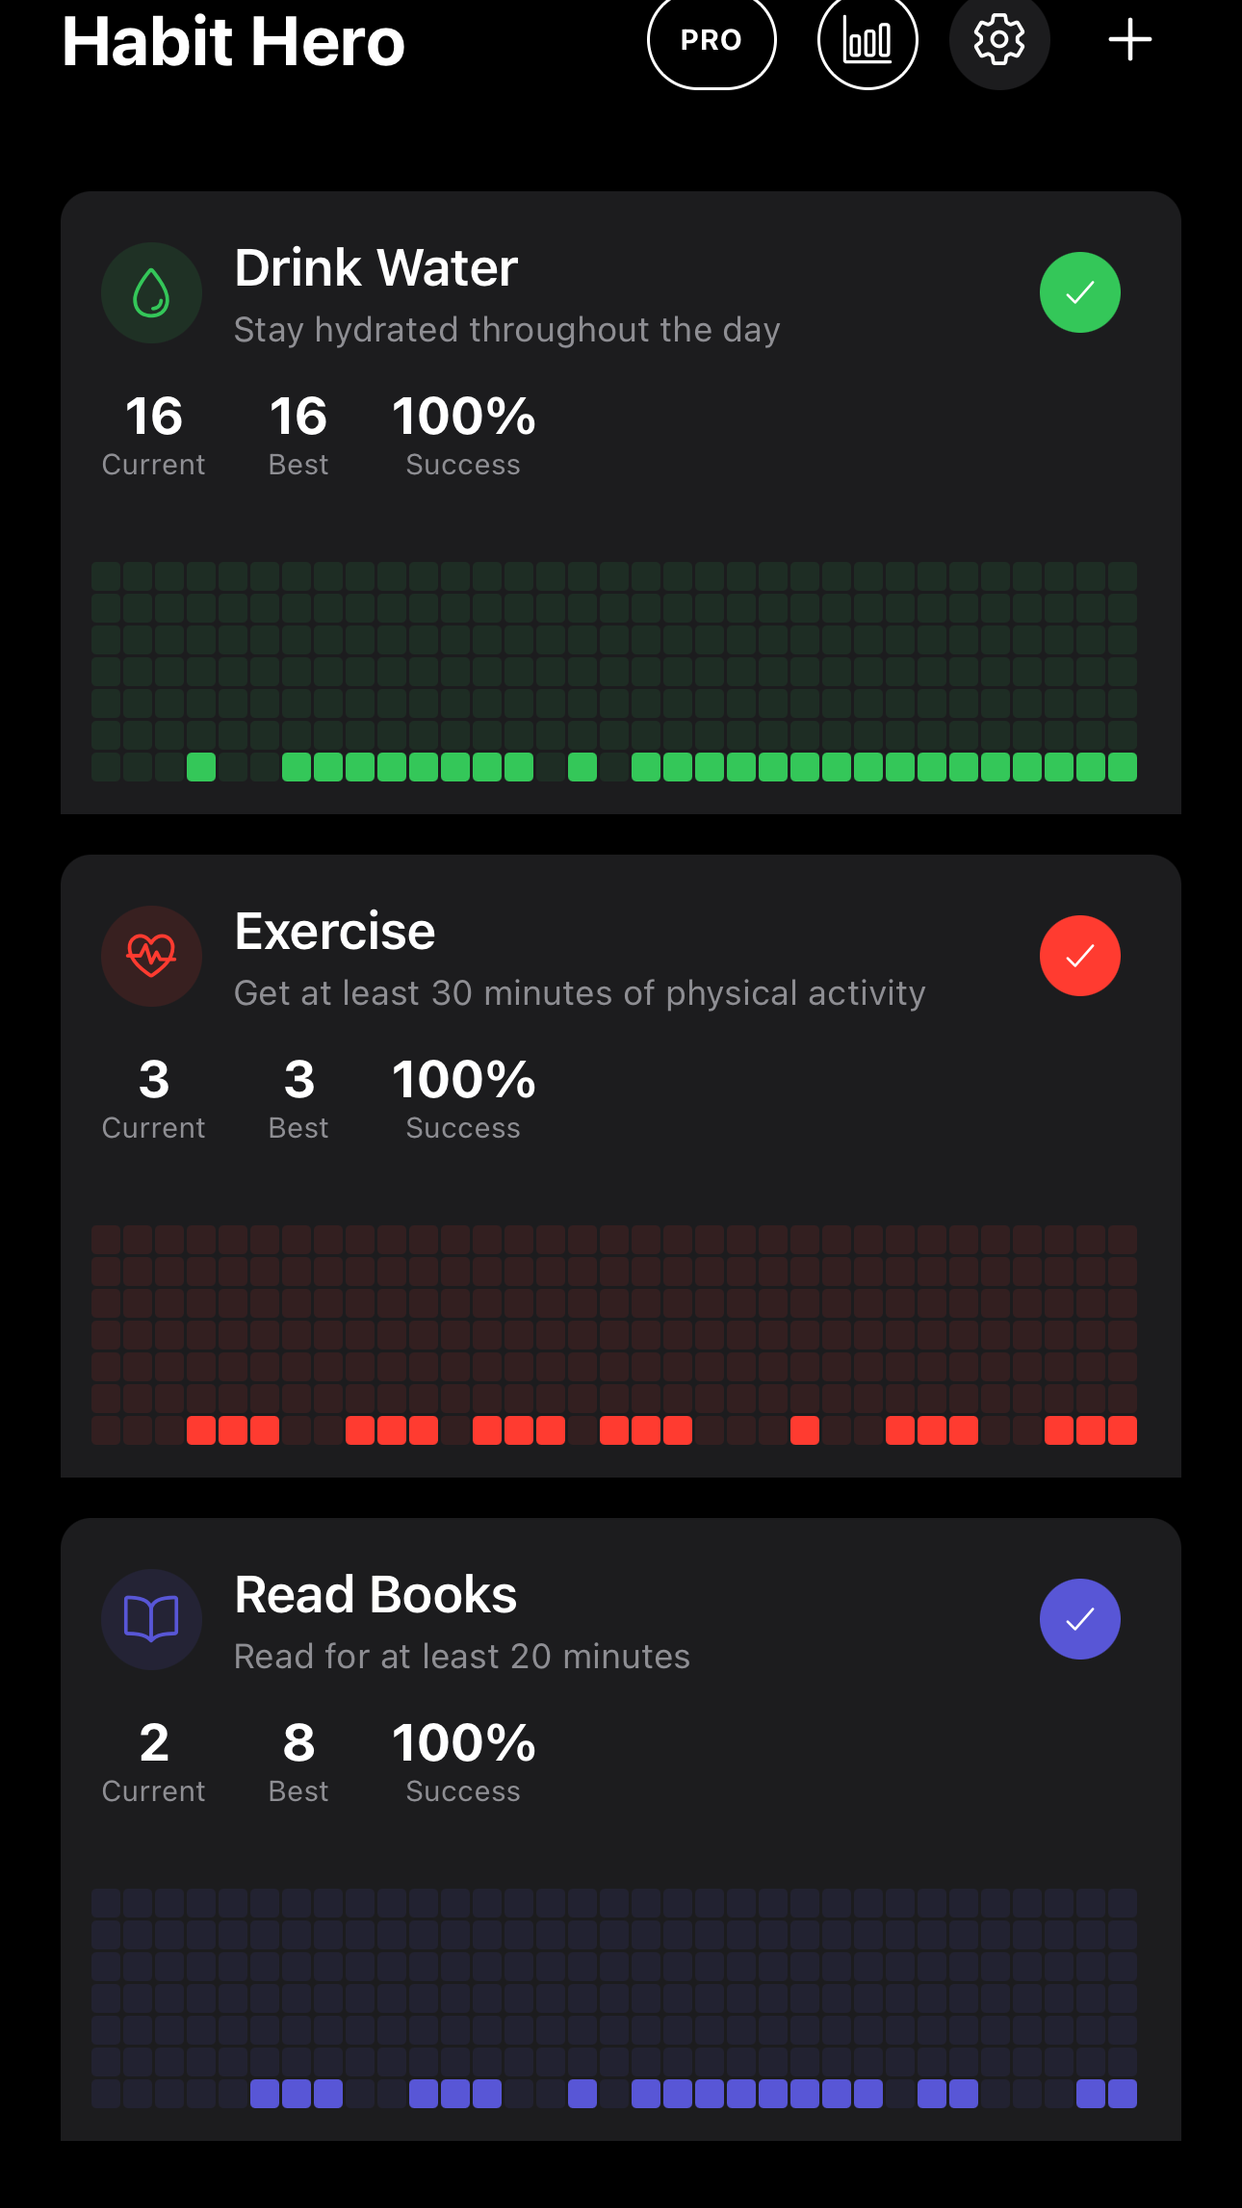 Habit Hero
PRO
Drink Water
Stay hydrated throughout the day
16 16 100%
Current Best Success
Exercise
Get at least 30 minutes of physical activity
3 3 100%
Current Best Success
Read Books
Read for at least 20 minutes
2 8 100%
Current Best Success